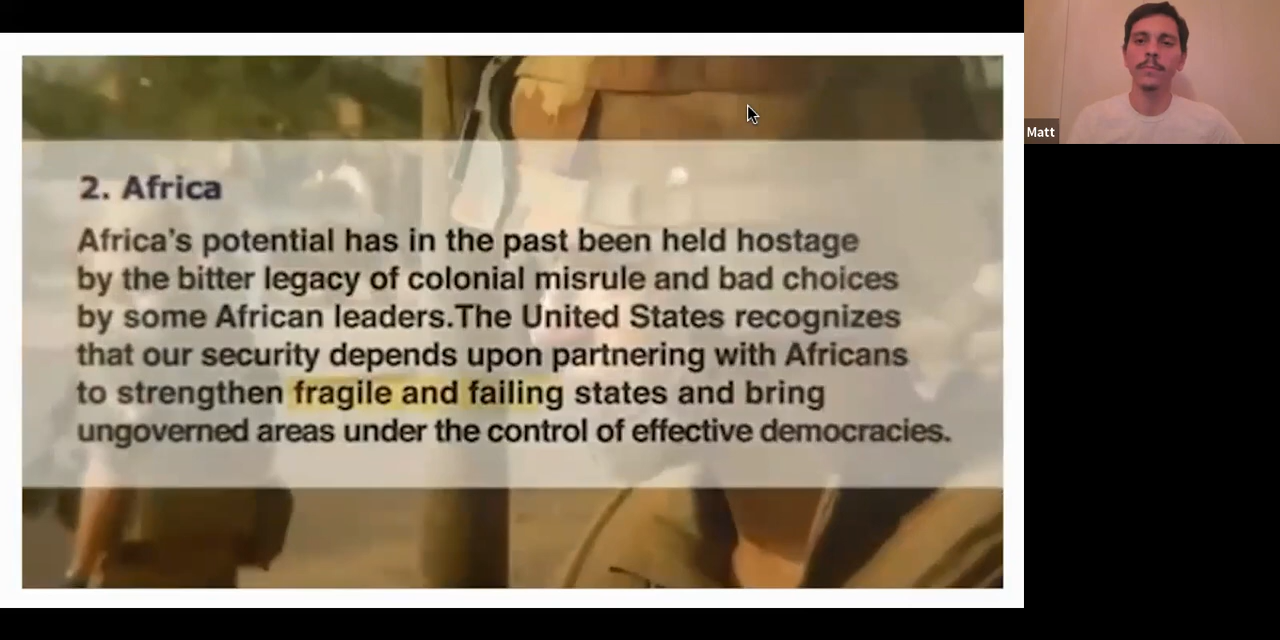 2. Africa
Africa's potential has in the past been held hostage
by the bitter legacy of colonial misrule and bad choices
by some African leaders.The United States recognizes
that our security depends upon partnering with Africans
to strengthen fragile and failing states and bring
ungoverned areas under the control of effective democracies.
Matt